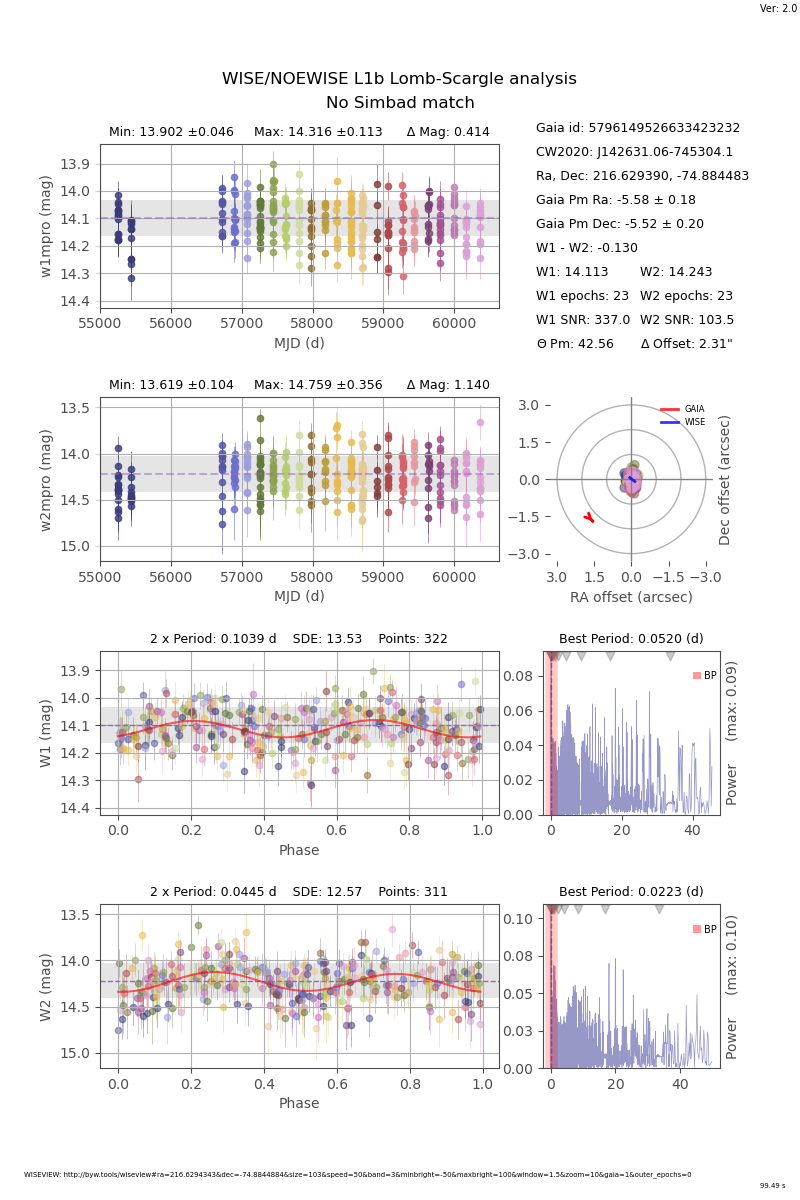 Ver: 2.0
WISE/NOEWISE L1b Lomb-Scargle analysis
No Simbad match
Min: 13.902 ±0.046 Max: 14.316 ±0.113 Δ Mag: 0.414
w1mpro (mag)
13.9
14.0
14.1
14.2
14.3
14.4
55000 56000 57000 58000 59000 60000
MJD (d)
Gaia id: 5796149526633423232
CW2020: J142631.06-745304.1
Ra, Dec: 216.629390, -74.884483
Gaia Pm Ra: -5.58 ± 0.18
Gaia Pm Dec: -5.52 ± 0.20
W1 - W2: -0.130
W1: 14.113 W2: 14.243
W1 epochs: 23 W2 epochs: 23
W1 SNR: 337.0 W2 SNR: 103.5
Θ Pm: 42.56 Δ Offset: 2.31"
Min: 13.619 ±0.104 Max: 14.759 ±0.356 Δ Mag: 1.140
w2mpro (mag)
13.5
14.0
14.5
15.0
55000 56000 57000 58000 59000 60000
MJD (d)
GAIA
WISE
3.0
1.5
0.0
−1.5
−3.0
3.0 1.5 0.0 −1.5 −3.0
RA offset (arcsec)
Dec offset (arcsec)
2 x Period: 0.1039 d SDE: 13.53 Points: 322
W1 (mag)
13.9
14.0
14.1
14.2
14.3
14.4
0.0 0.2 0.4 0.6 0.8 1.0
Phase
Best Period: 0.0520 (d)
BP
0.08
0.06
0.04
0.02
0.00
0 20 40
Power (max: 0.09)
2 x Period: 0.0445 d SDE: 12.57 Points: 311
W2 (mag)
13.5
14.0
14.5
15.0
0.0 0.2 0.4 0.6 0.8 1.0
Phase
Best Period: 0.0223 (d)
BP
0.10
0.08
0.05
0.03
0.00
0 20 40
Power (max: 0.10)
WISEVIEW: http://byw.tools/wiseview#ra=216.6294343&dec=-74.8844884&size=103&speed=50&band=3&minbright=-50&maxbright=100&window=1.5&zoom=10&gaia=1&outer_epochs=0
99.49 s